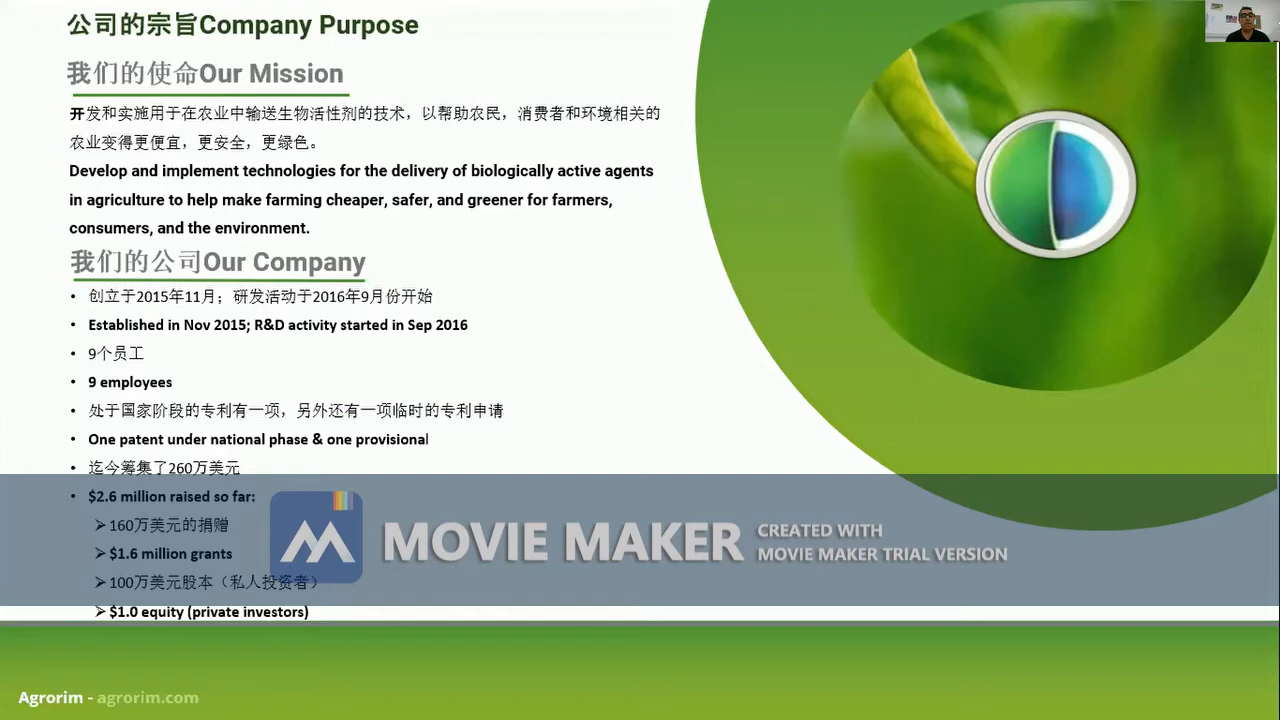 公司的宗旨Company Purpose
我们的使命Our Mission
开发和实施用于在农业中输送生物活性剂的技术，以帮助农民，消费者和环境相关的
农业变得更便宜，更安全，更绿色。
Develop and implement technologies for the delivery of biologically active agents
in agriculture to help make farming cheaper, safer, and greener for farmers,
consumers, and the environment.
我们的公司Our Company
• 创立于2015年11月；研发活动于2016年9月份开始
• Established in Nov 2015; R&D activity started in Sep 2016
• 9个员工
• 9 employees
• 处于国家阶段的专利有一项，另外还有一项临时的专利申请
• One patent under national phase & one provisional
• 迄今筹集了260万美元
• $2.6 million raised so far:
➢ 160万美元的捐赠
➢ $1.6 million grants
➢ 100万美元股本（私人投资者）
➢ $1.0 equity (private investors)
MOVIE MAKER
CREATED WITH
MOVIE MAKER TRIAL VERSION
Agrorim - agrorim.com